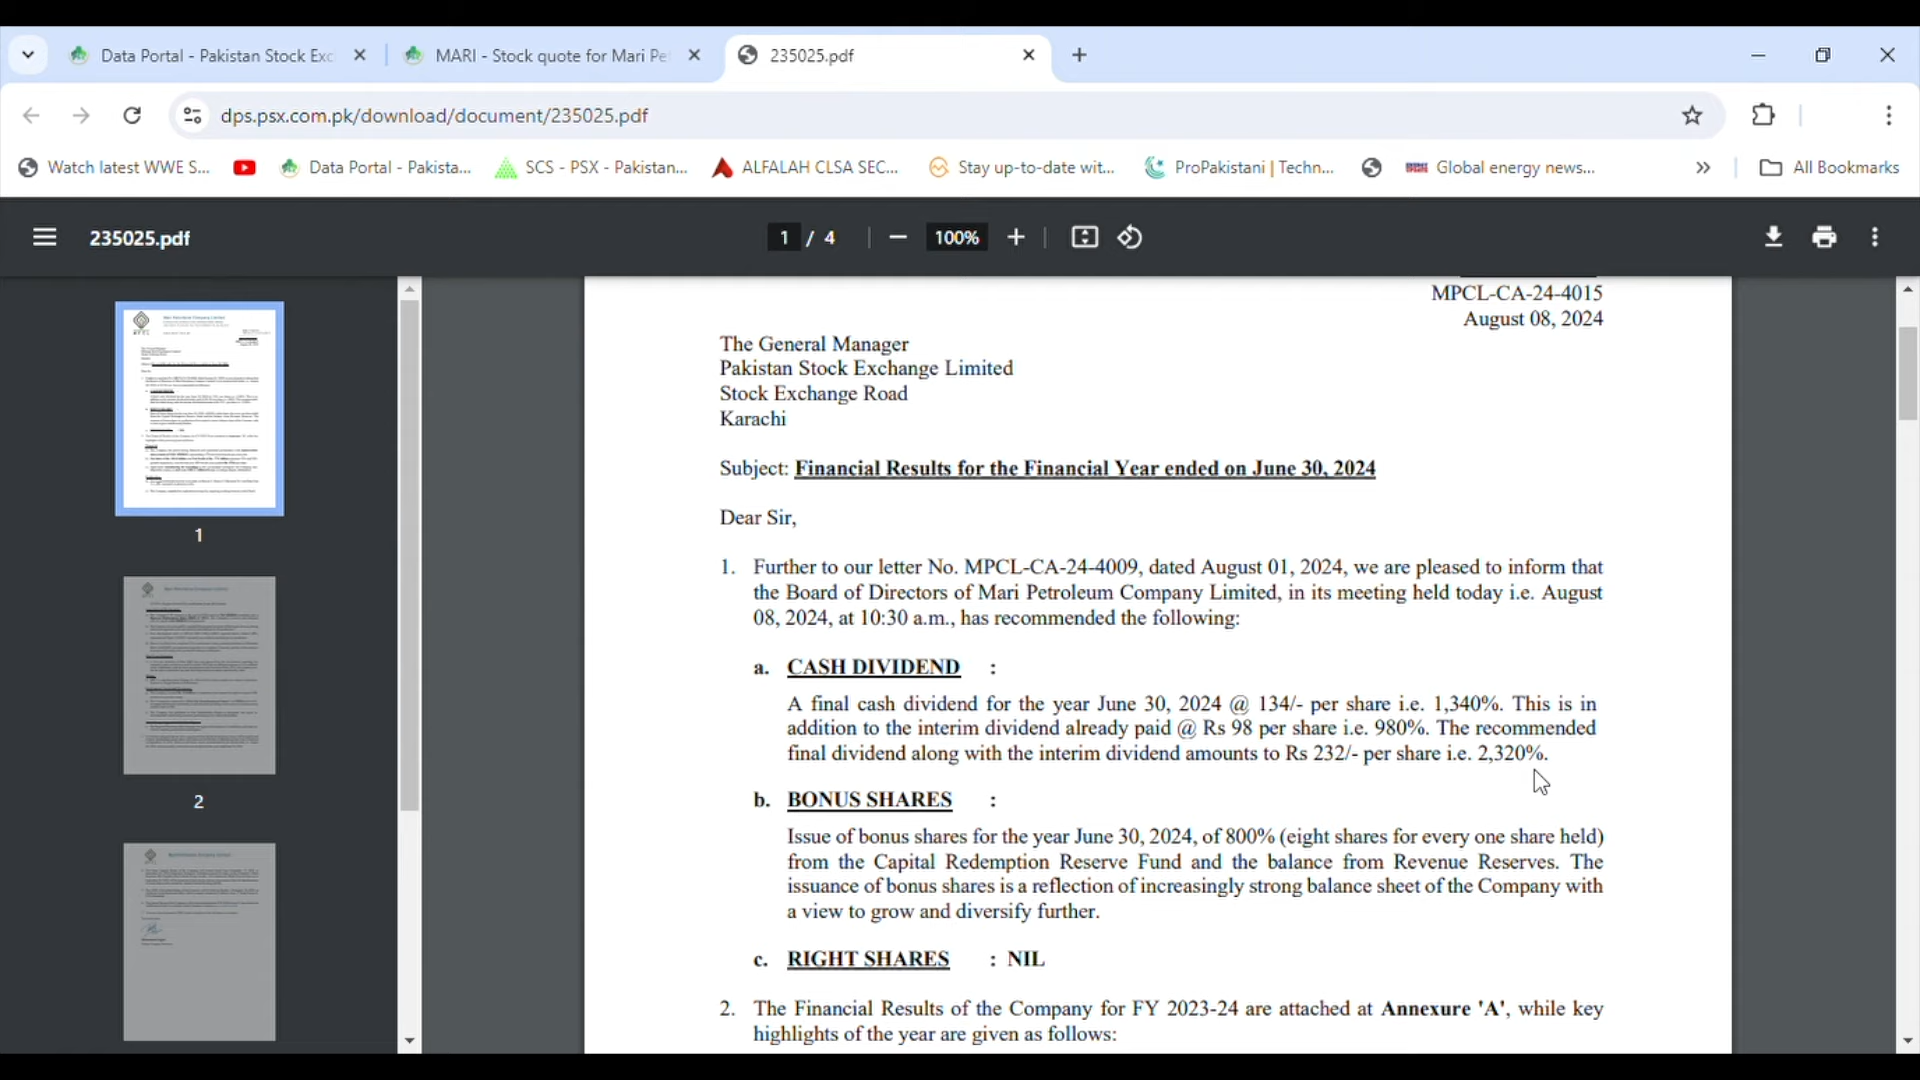 Data Portal - Pakistan Stock Exc
MARI - Stock quote for Mari Pe
235025.pdf
dps.psx.com.pk/download/document/235025.pdf
Watch latest WWE S...
Data Portal - Pakista...
SCS - PSX - Pakistan...
ALFALAH CLSA SEC...
Stay up-to-date wit...
ProPakistani | Techn...
Global energy news...
All Bookmarks
235025.pdf
1 / 4
100%
1
2
MPCL-CA-24-4015
August 08, 2024
The General Manager
Pakistan Stock Exchange Limited
Stock Exchange Road
Karachi
Subject: Financial Results for the Financial Year ended on June 30, 2024
Dear Sir,
1. Further to our letter No. MPCL-CA-24-4009, dated August 01, 2024, we are pleased to inform that
the Board of Directors of Mari Petroleum Company Limited, in its meeting held today i.e. August
08, 2024, at 10:30 a.m., has recommended the following:
a. CASH DIVIDEND :
A final cash dividend for the year June 30, 2024 @ 134/- per share i.e. 1,340%. This is in
addition to the interim dividend already paid @ Rs 98 per share i.e. 980%. The recommended
final dividend along with the interim dividend amounts to Rs 232/- per share i.e. 2,320%.
b. BONUS SHARES :
Issue of bonus shares for the year June 30, 2024, of 800% (eight shares for every one share held)
from the Capital Redemption Reserve Fund and the balance from Revenue Reserves. The
issuance of bonus shares is a reflection of increasingly strong balance sheet of the Company with
a view to grow and diversify further.
c. RIGHT SHARES : NIL
2. The Financial Results of the Company for FY 2023-24 are attached at Annexure 'A', while key
highlights of the year are given as follows: